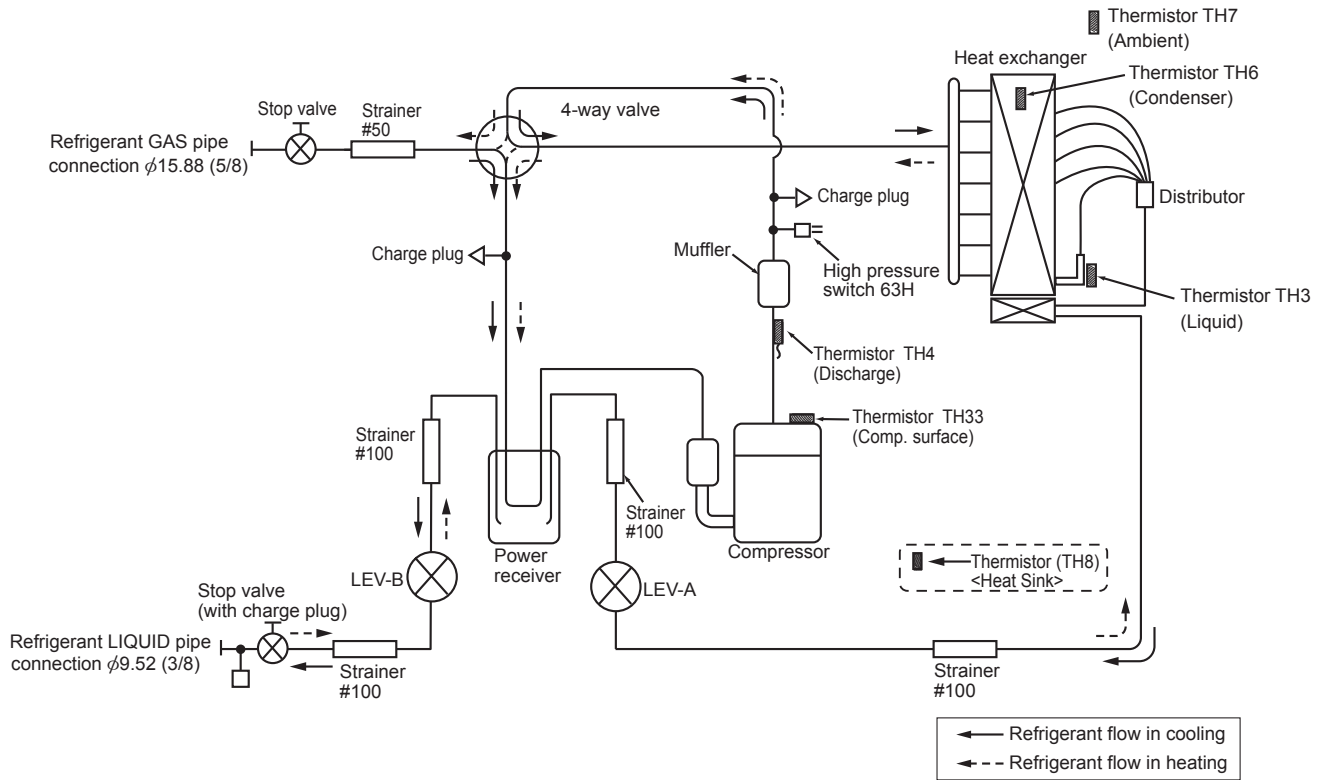 Thermistor TH7
(Ambient)
Heat exchanger
Thermistor TH6
(Condenser)
Stop valve
Strainer
#50
4-way valve
Refrigerant GAS pipe
connection ϕ15.88 (5/8)
Charge plug
Distributor
Charge plug
Muffler
High pressure
switch 63H
Thermistor TH3
(Liquid)
Thermistor TH4
(Discharge)
Thermistor TH33
(Comp. surface)
Strainer
#100
Strainer
#100
Power
receiver
Compressor
Thermistor (TH8)
<Heat Sink>
LEV-B
LEV-A
Stop valve
(with charge plug)
Refrigerant LIQUID pipe
connection ϕ9.52 (3/8)
Strainer
#100
Strainer
#100
Refrigerant flow in cooling
Refrigerant flow in heating